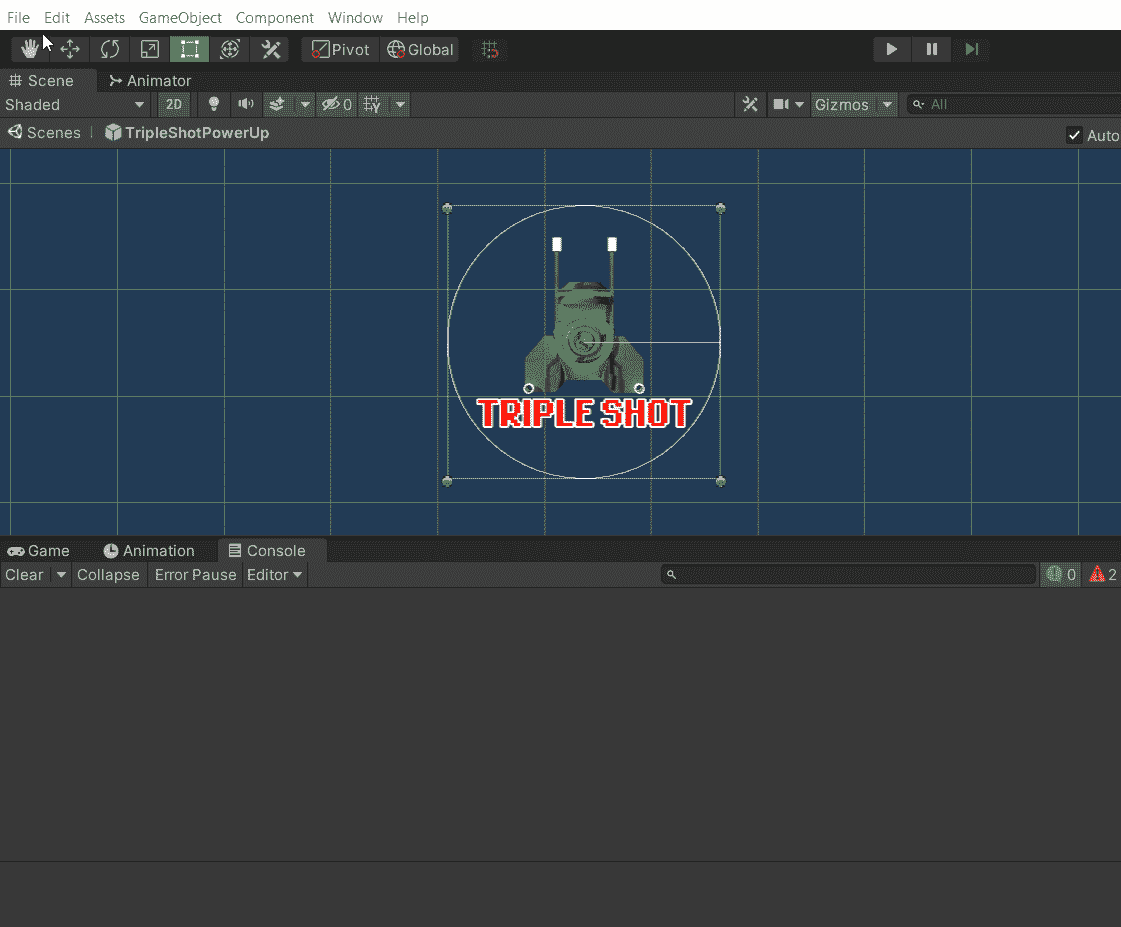 File Edit Assets GameObject Component Window Help
Pivot Global
Scene Animator
Shaded 2D 0 Gizmos All
Scenes TripleShotPowerUp Auto
TRIPLE SHOT
Game Animation Console
Clear Collapse Error Pause Editor 0 2